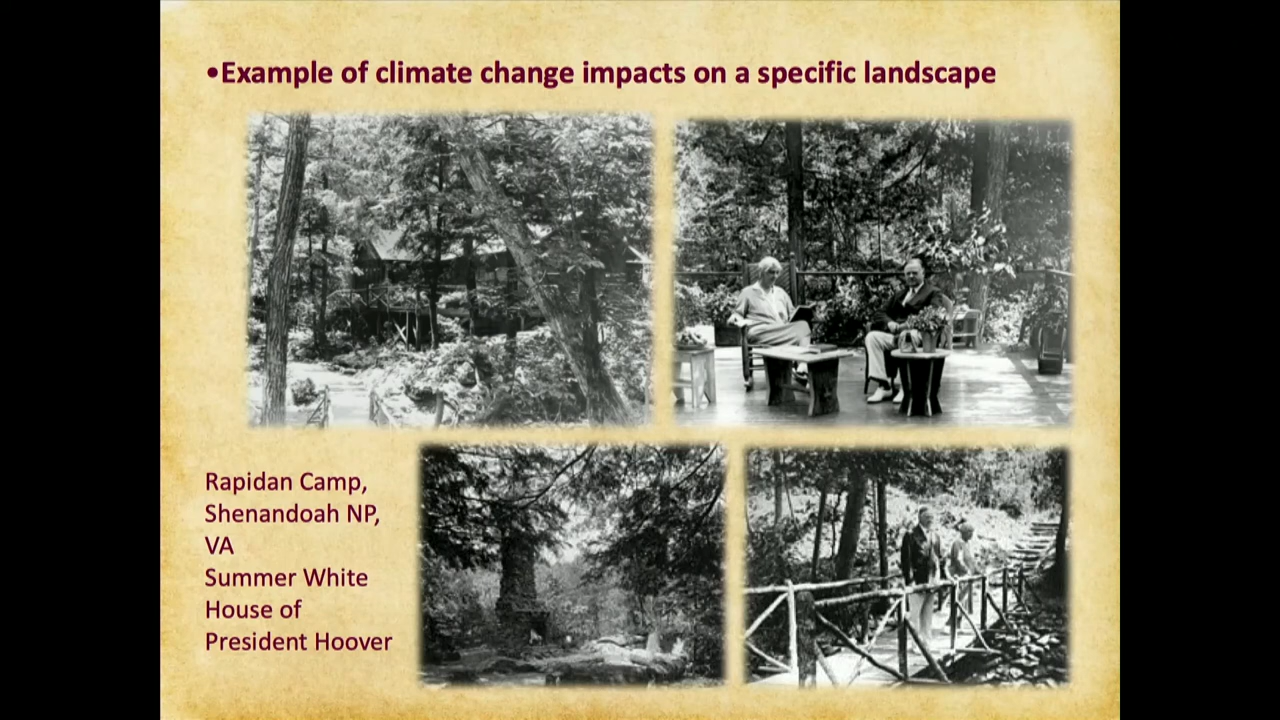 •Example of climate change impacts on a specific landscape
Rapidan Camp,
Shenandoah NP,
VA
Summer White
House of
President Hoover